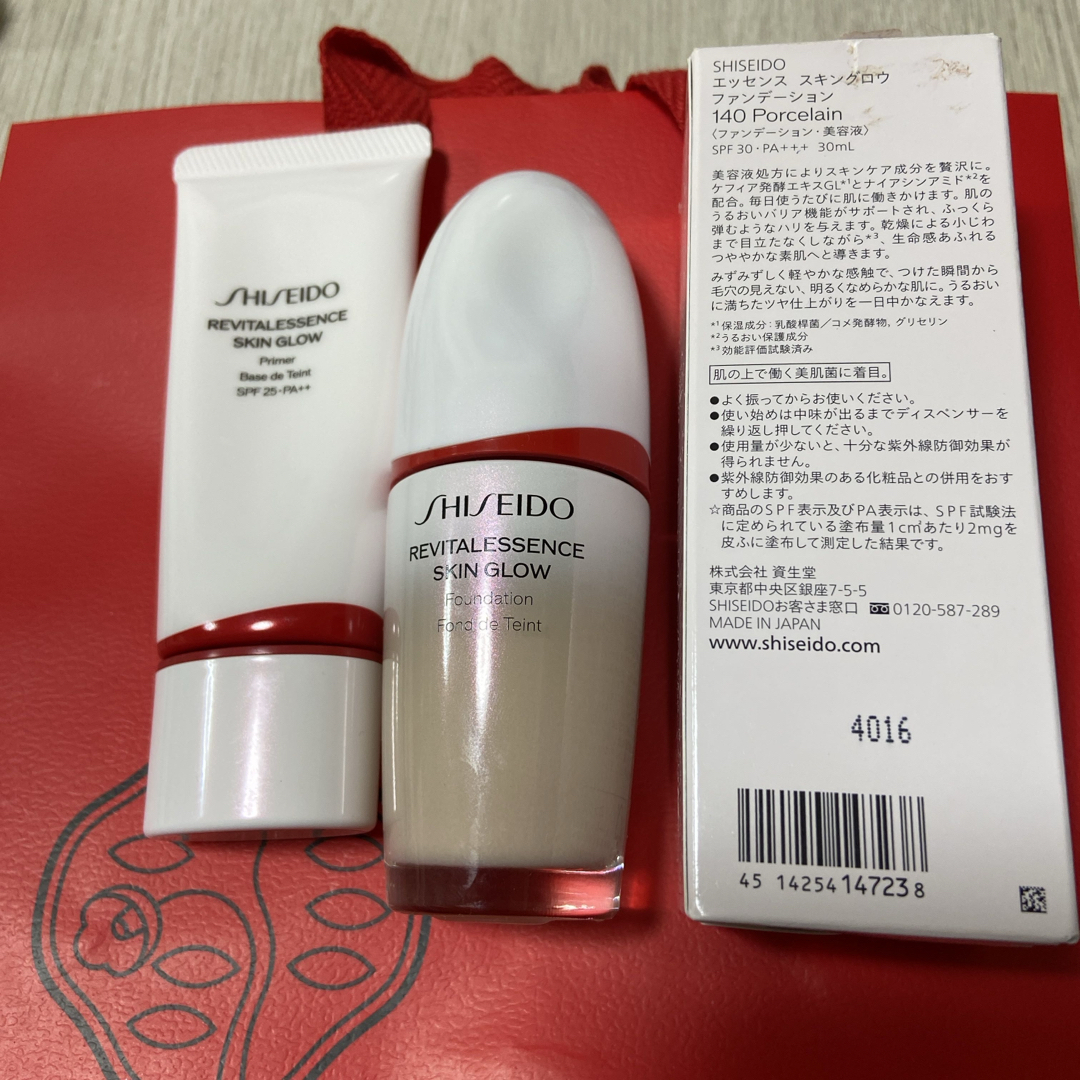 SHISEIDO
REVITALESSENCE
SKIN GLOW
Primer
Base de Teint
SPF 25·PA++
SHISEIDO
REVITALESSENCE
SKIN GLOW
Foundation
Fond de Teint
SHISEIDO
エッセンス スキングロウ
ファンデーション
140 Porcelain
〈ファンデーション・美容液〉
SPF 30・PA+++ 30mL
美容液処方によりスキンケア成分を贅沢に。
ケフィア発酵エキスGL*¹とナイアシンアミド*²を
配合。毎日使うたびに肌に働きかけます。肌の
うるおいバリア機能がサポートされ、ふっくら
弾むようなハリを与えます。乾燥による小じわ
まで目立たなくしながら*³、生命感あふれる
つややかな素肌へと導きます。
みずみずしく軽やかな感触で、つけた瞬間から
毛穴の見えない、明るくなめらかな肌に。うるおい
に満ちたツヤ仕上がりを一日中かなえます。
*¹保湿成分：乳酸桿菌／コメ発酵物, グリセリン
*²うるおい保護成分
*³効能評価試験済み
肌の上で働く美肌菌に着目。
●よく振ってからお使いください。
●使い始めは中味が出るまでディスペンサーを
繰り返し押してください。
●使用量が少ないと、十分な紫外線防御効果が
得られません。
●紫外線防御効果のある化粧品との併用をおす
すめします。
☆商品のSPF表示及びPA表示は、SPF試験法
に定められている塗布量1c㎡あたり2mgを
皮ふに塗布して測定した結果です。
株式会社 資生堂
東京都中央区銀座7-5-5
SHISEIDOお客さま窓口 0120-587-289
MADE IN JAPAN
www.shiseido.com
4016
45 14254 14723 8